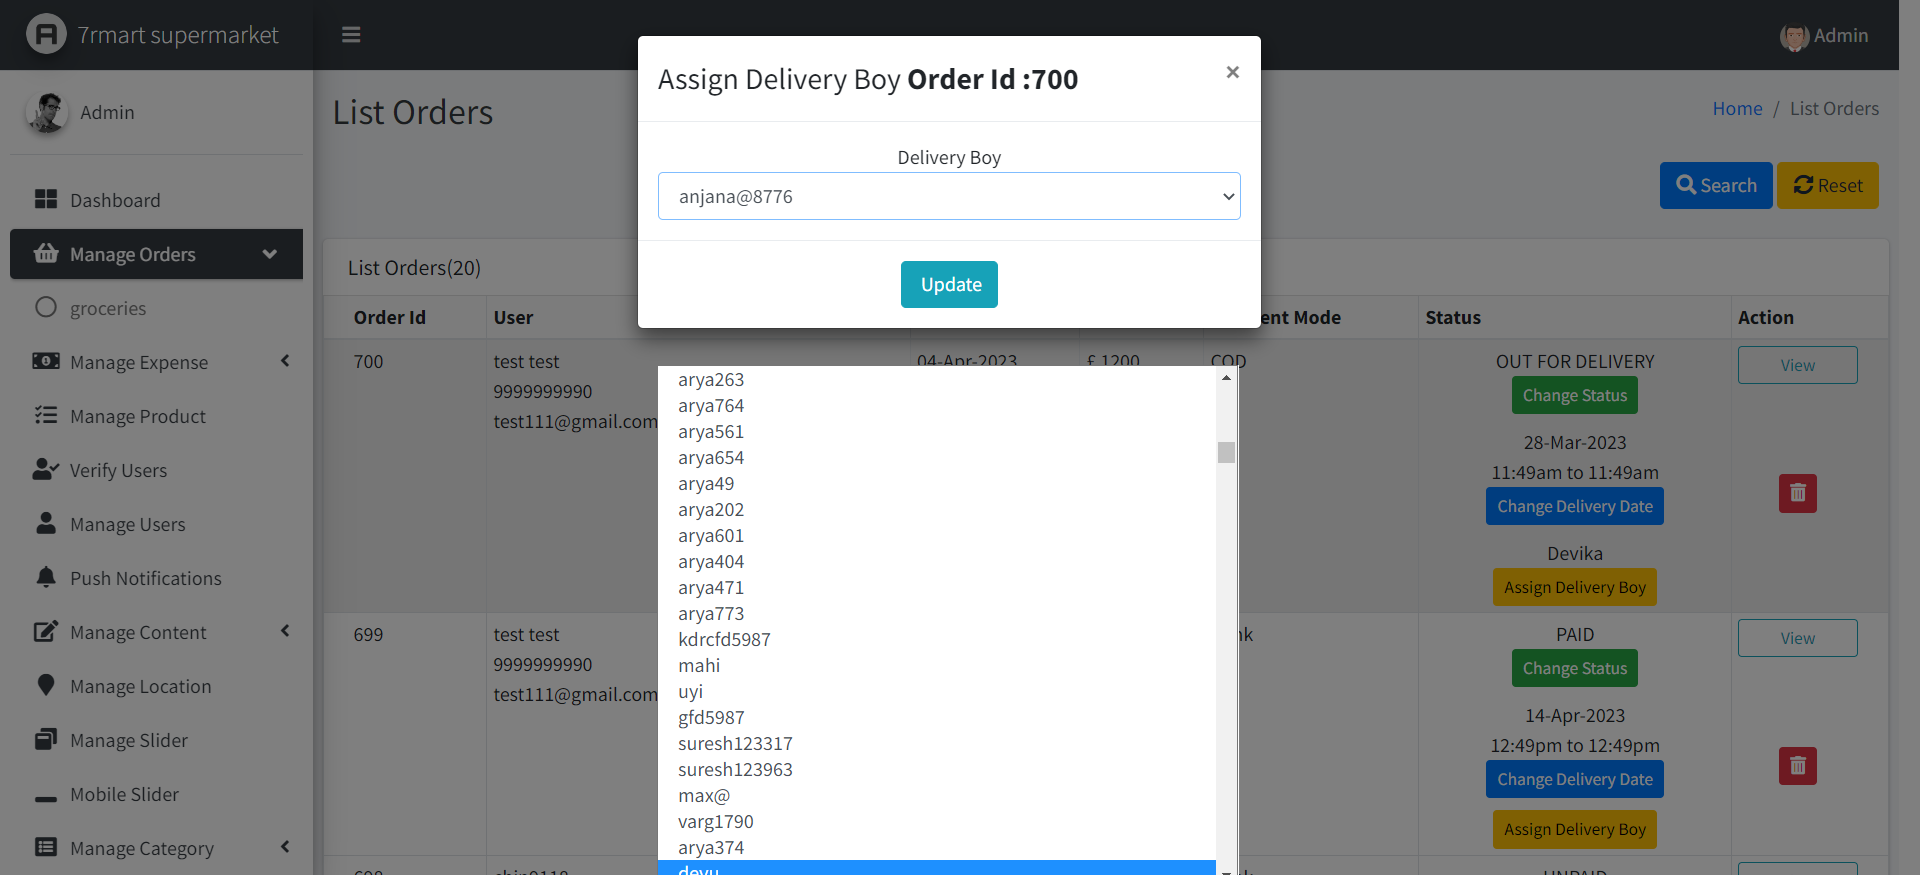 7rmart supermarket
Admin
Admin
Dashboard
Manage Orders
groceries
Manage Expense
Manage Product
Verify Users
Manage Users
Push Notifications
Manage Content
Manage Location
Manage Slider
Mobile Slider
Manage Category
List Orders
Home / List Orders
Search
Reset
Assign Delivery Boy Order Id :700
×
Delivery Boy
anjana@8776
Update
List Orders(20)
Order Id
User
ent Mode
Status
Action
700
test test
9999999990
test111@gmail.com
04-Apr-2023
£ 1200
COD
OUT FOR DELIVERY
Change Status
28-Mar-2023
11:49am to 11:49am
Change Delivery Date
Devika
Assign Delivery Boy
View
arya263
arya764
arya561
arya654
arya49
arya202
arya601
arya404
arya471
arya773
kdrcfd5987
mahi
uyi
gfd5987
suresh123317
suresh123963
max@
varg1790
arya374
devu
699
test test
9999999990
test111@gmail.com
nk
PAID
Change Status
14-Apr-2023
12:49pm to 12:49pm
Change Delivery Date
Assign Delivery Boy
View
698
UNPAID